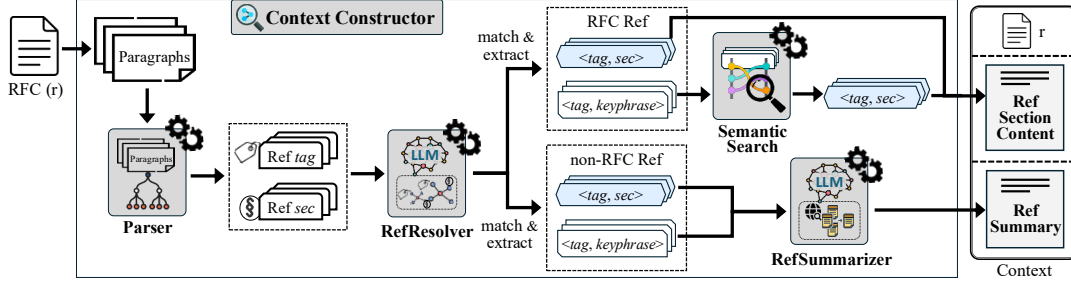 Context Constructor
RFC (r)
Paragraphs
Paragraphs
Parser
Ref tag
§
Ref sec
LLM
RefResolver
match &
extract
match &
extract
RFC Ref
<tag, sec>
<tag, keyphrase>
Semantic
Search
<tag, sec>
non-RFC Ref
<tag, sec>
<tag, keyphrase>
LLM
RefSummarizer
r
Ref
Section
Content
Ref
Summary
Context